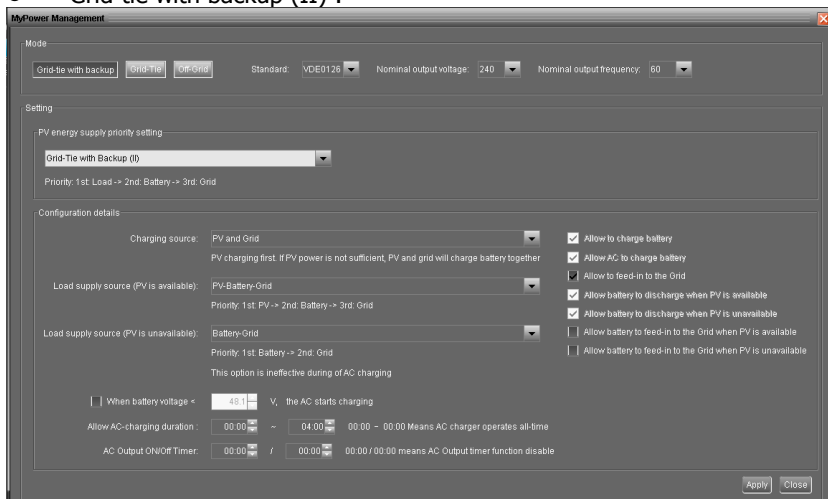 Grid-tie with backup (II) :
MyPower Management
Mode
Grid-tie with backup Grid-Tie Off-Grid Standard: VDE0126 Nominal output voltage: 240 Nominal output frequency: 60
Setting
PV energy supply priority setting
Grid-Tie with Backup (II)
Priority: 1st: Load -> 2nd: Battery -> 3rd: Grid
Configuration details
Charging source: PV and Grid
PV charging first. If PV power is not sufficient, PV and grid will charge battery together
Load supply source (PV is available): PV-Battery-Grid
Priority: 1st: PV -> 2nd: Battery -> 3rd: Grid
Load supply source (PV is unavailable): Battery-Grid
Priority: 1st: Battery -> 2nd: Grid
This option is ineffective during of AC charging
Allow to charge battery
Allow AC to charge battery
Allow to feed-in to the Grid
Allow battery to discharge when PV is available
Allow battery to discharge when PV is unavailable
Allow battery to feed-in to the Grid when PV is available
Allow battery to feed-in to the Grid when PV is unavailable
When battery voltage < 48.1 V, the AC starts charging
Allow AC-charging duration : 00:00 ~ 04:00 00:00 ~ 00:00 Means AC charger operates all-time
AC Output ON/Off Timer: 00:00 / 00:00 00:00 / 00:00 means AC Output timer function disable
Apply Close